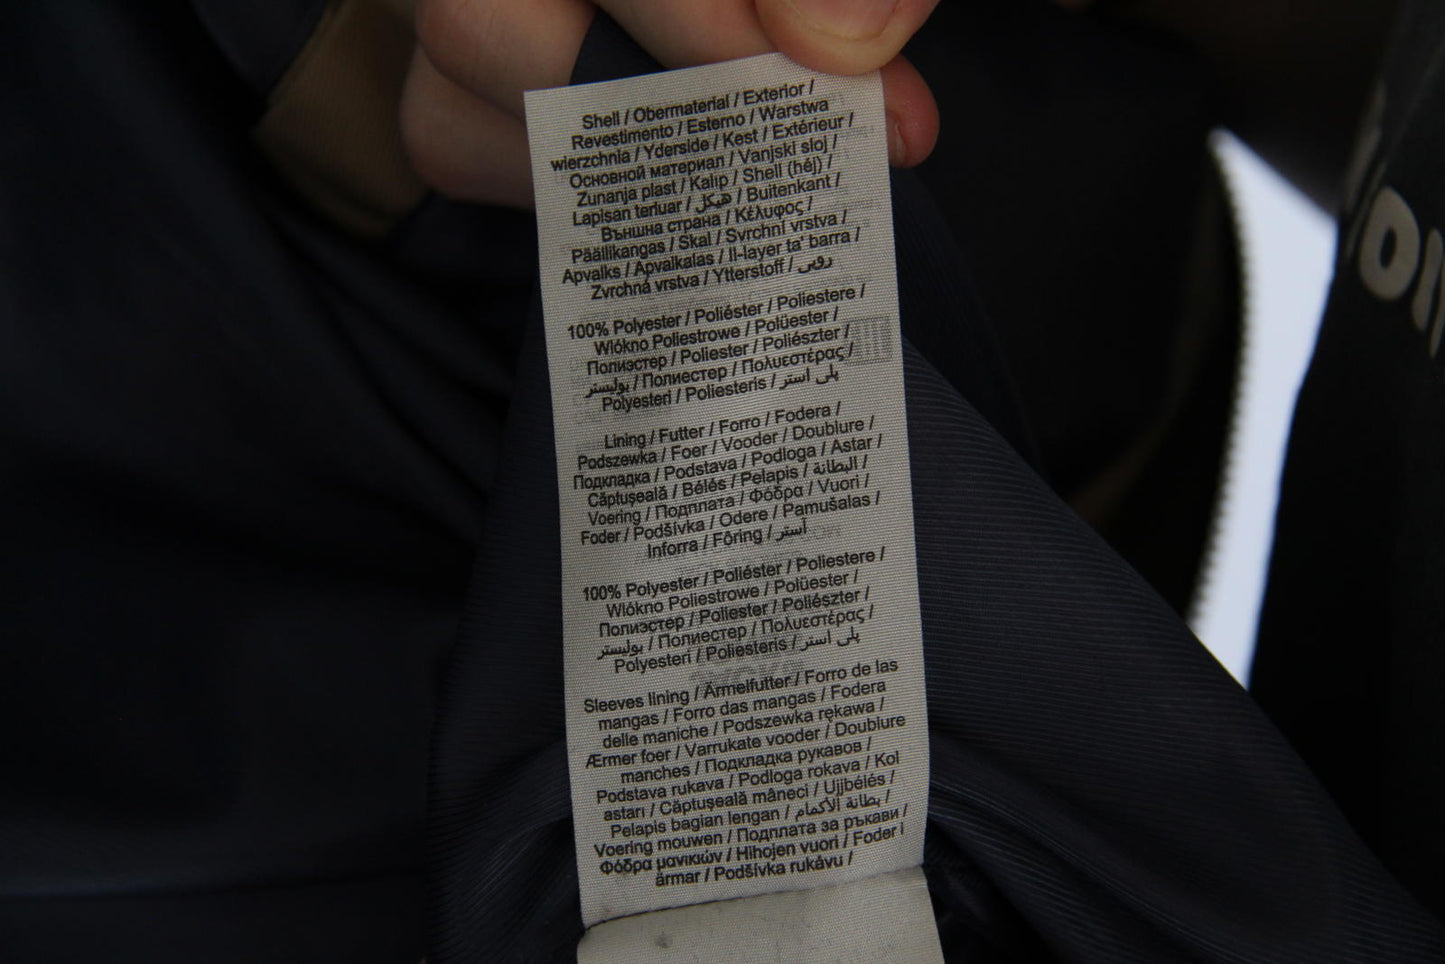 Shell / Obermaterial / Exterior /
Revestimento / Esterno / Warstwa
wierzchnia / Yderside / Kest / Extérieur /
Основной материал / Vanjski sloj /
Zunanja plast / Kalıp / Shell (héj) /
Lapisan terluar / هيكل / Buitenkant /
Външна страна / Κέλυφος /
Päällikangas / Skal / Svrchní vrstva /
Apvalks / Apvalkalas / Il-layer ta' barra /
Zvrchná vrstva / Ytterstoff / رویی
100% Polyester / Poliéster / Poliestere /
Wlókno Poliestrowe / Polüester /
Полиэстер / Poliester / Poliészter /
بوليستر / Полиестер / Πολυεστέρας /
Polyesteri / Poliesteris / پلی استر
Lining / Futter / Forro / Fodera /
Podszewka / Foer / Vooder / Doublure /
Подкладка / Podstava / Podloga / Astar /
Căptușeală / Bélés / Pelapis / البطانة /
Voering / Подплата / Φόδρα / Vuori /
Foder / Podšívka / Odere / Pamušalas /
Inforra / Fôring / آستر
100% Polyester / Poliéster / Poliestere /
Wlókno Poliestrowe / Polüester /
Полиэстер / Poliester / Poliészter /
بوليستر / Полиестер / Πολυεστέρας /
Polyesteri / Poliesteris / پلی استر
Sleeves lining / Ärmelfutter / Forro de las
mangas / Forro das mangas / Fodera
delle maniche / Podszewka rękawa /
Ærmer foer / Varrukate vooder / Doublure
manches / Подкладка рукавов /
Podstava rukava / Podloga rokava / Kol
astarı / Căptușeală mâneci / Ujjbélés /
Pelapis bagian lengan / بطانة الأكمام /
Voering mouwen / Подплата за ръкави /
Φόδρα μανικιών / Hihojen vuori / Foder i
ärmar / Podšívka rukávu /